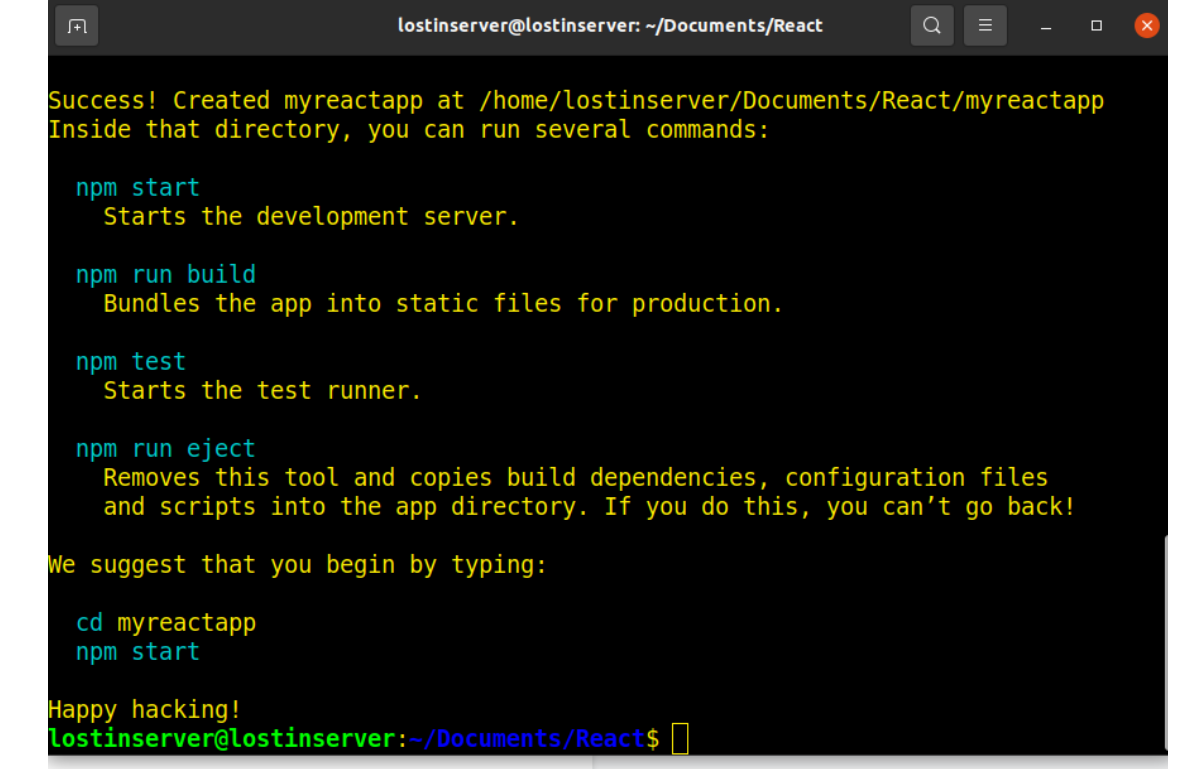 lostinserver@lostinserver: ~/Documents/React
Success! Created myreactapp at /home/lostinserver/Documents/React/myreactapp
Inside that directory, you can run several commands:
npm start
Starts the development server.
npm run build
Bundles the app into static files for production.
npm test
Starts the test runner.
npm run eject
Removes this tool and copies build dependencies, configuration files
and scripts into the app directory. If you do this, you can’t go back!
We suggest that you begin by typing:
cd myreactapp
npm start
Happy hacking!
lostinserver@lostinserver:~/Documents/React$